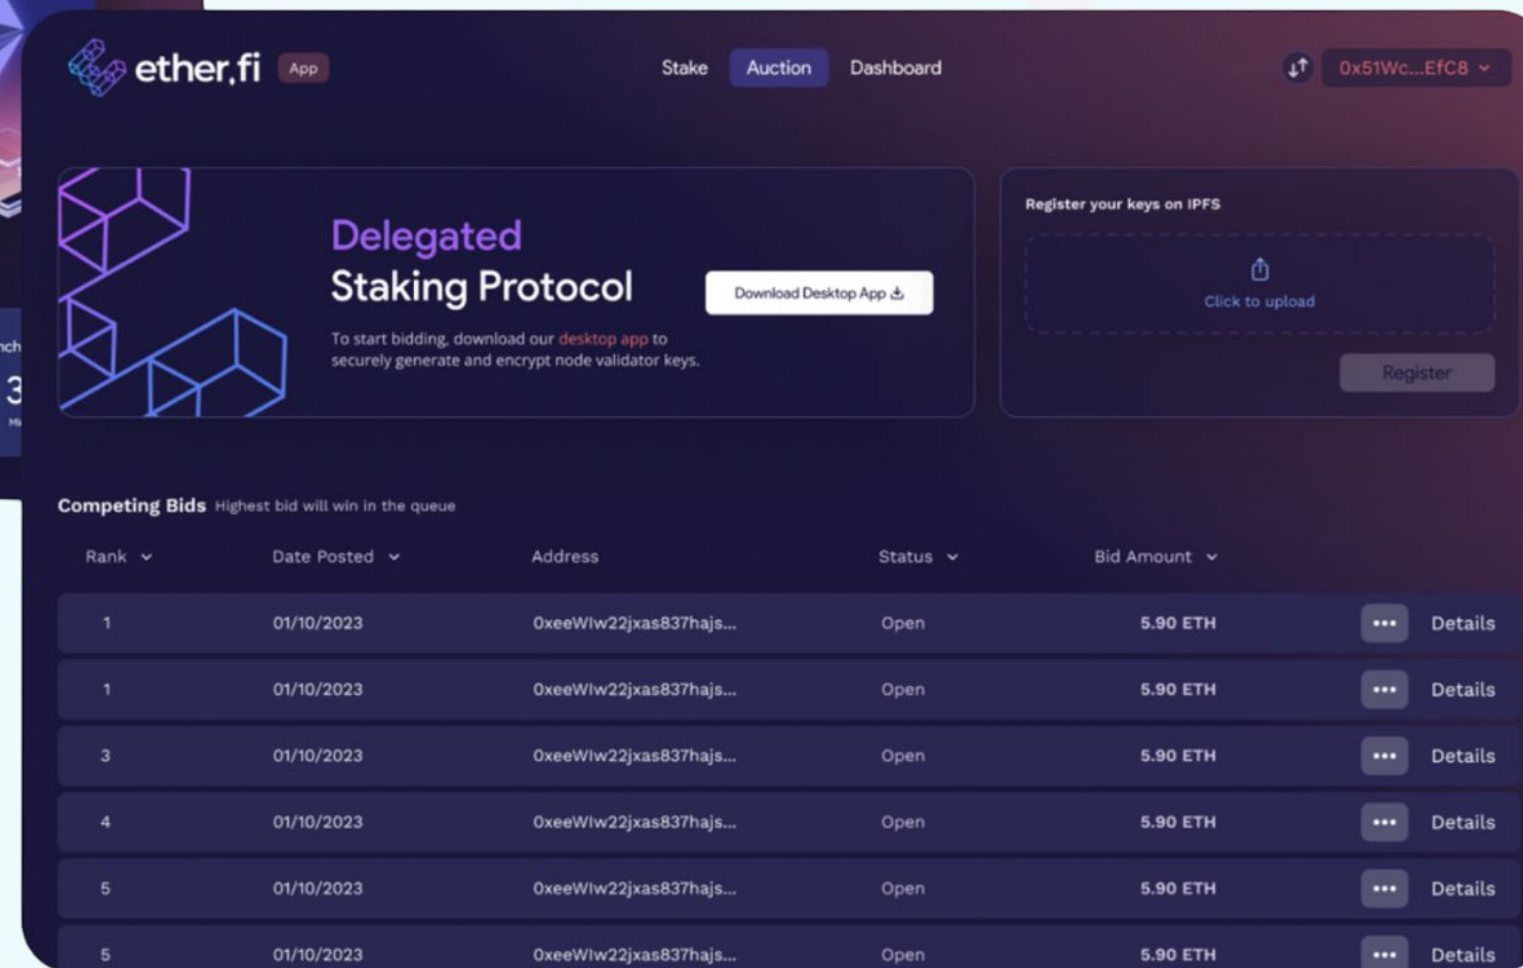 ether.fi App
Stake Auction Dashboard
0x51Wc...EfC8
Delegated
Staking Protocol
To start bidding, download our desktop app to
securely generate and encrypt node validator keys.
Download Desktop App
Register your keys on IPFS
Click to upload
Register
3
Competing Bids Highest bid will win in the queue
Rank Date Posted Address Status Bid Amount
1 01/10/2023 0xeeWIw22jxas837hajs... Open 5.90 ETH ••• Details
1 01/10/2023 0xeeWIw22jxas837hajs... Open 5.90 ETH ••• Details
3 01/10/2023 0xeeWIw22jxas837hajs... Open 5.90 ETH ••• Details
4 01/10/2023 0xeeWIw22jxas837hajs... Open 5.90 ETH ••• Details
5 01/10/2023 0xeeWIw22jxas837hajs... Open 5.90 ETH ••• Details
5 01/10/2023 0xeeWIw22jxas837hajs... Open 5.90 ETH ••• Details